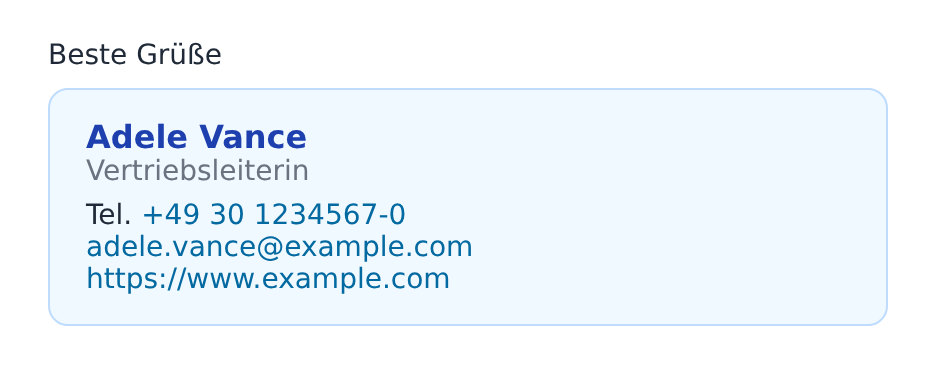 Beste Grüße
Adele Vance
Vertriebsleiterin
Tel. +49 30 1234567-0
adele.vance@example.com
https://www.example.com